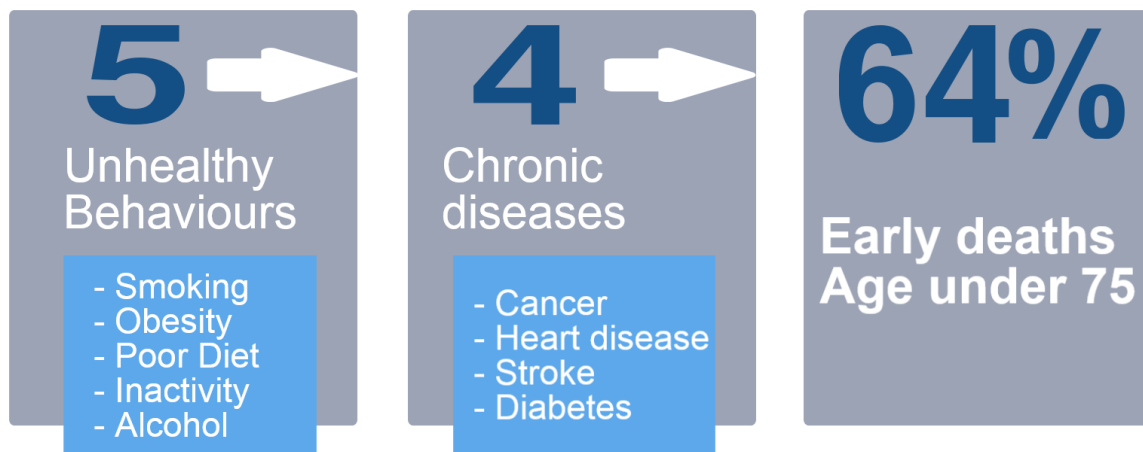 5
Unhealthy
Behaviours
- Smoking
- Obesity
- Poor Diet
- Inactivity
- Alcohol
4
Chronic
diseases
- Cancer
- Heart disease
- Stroke
- Diabetes
64%
Early deaths
Age under 75